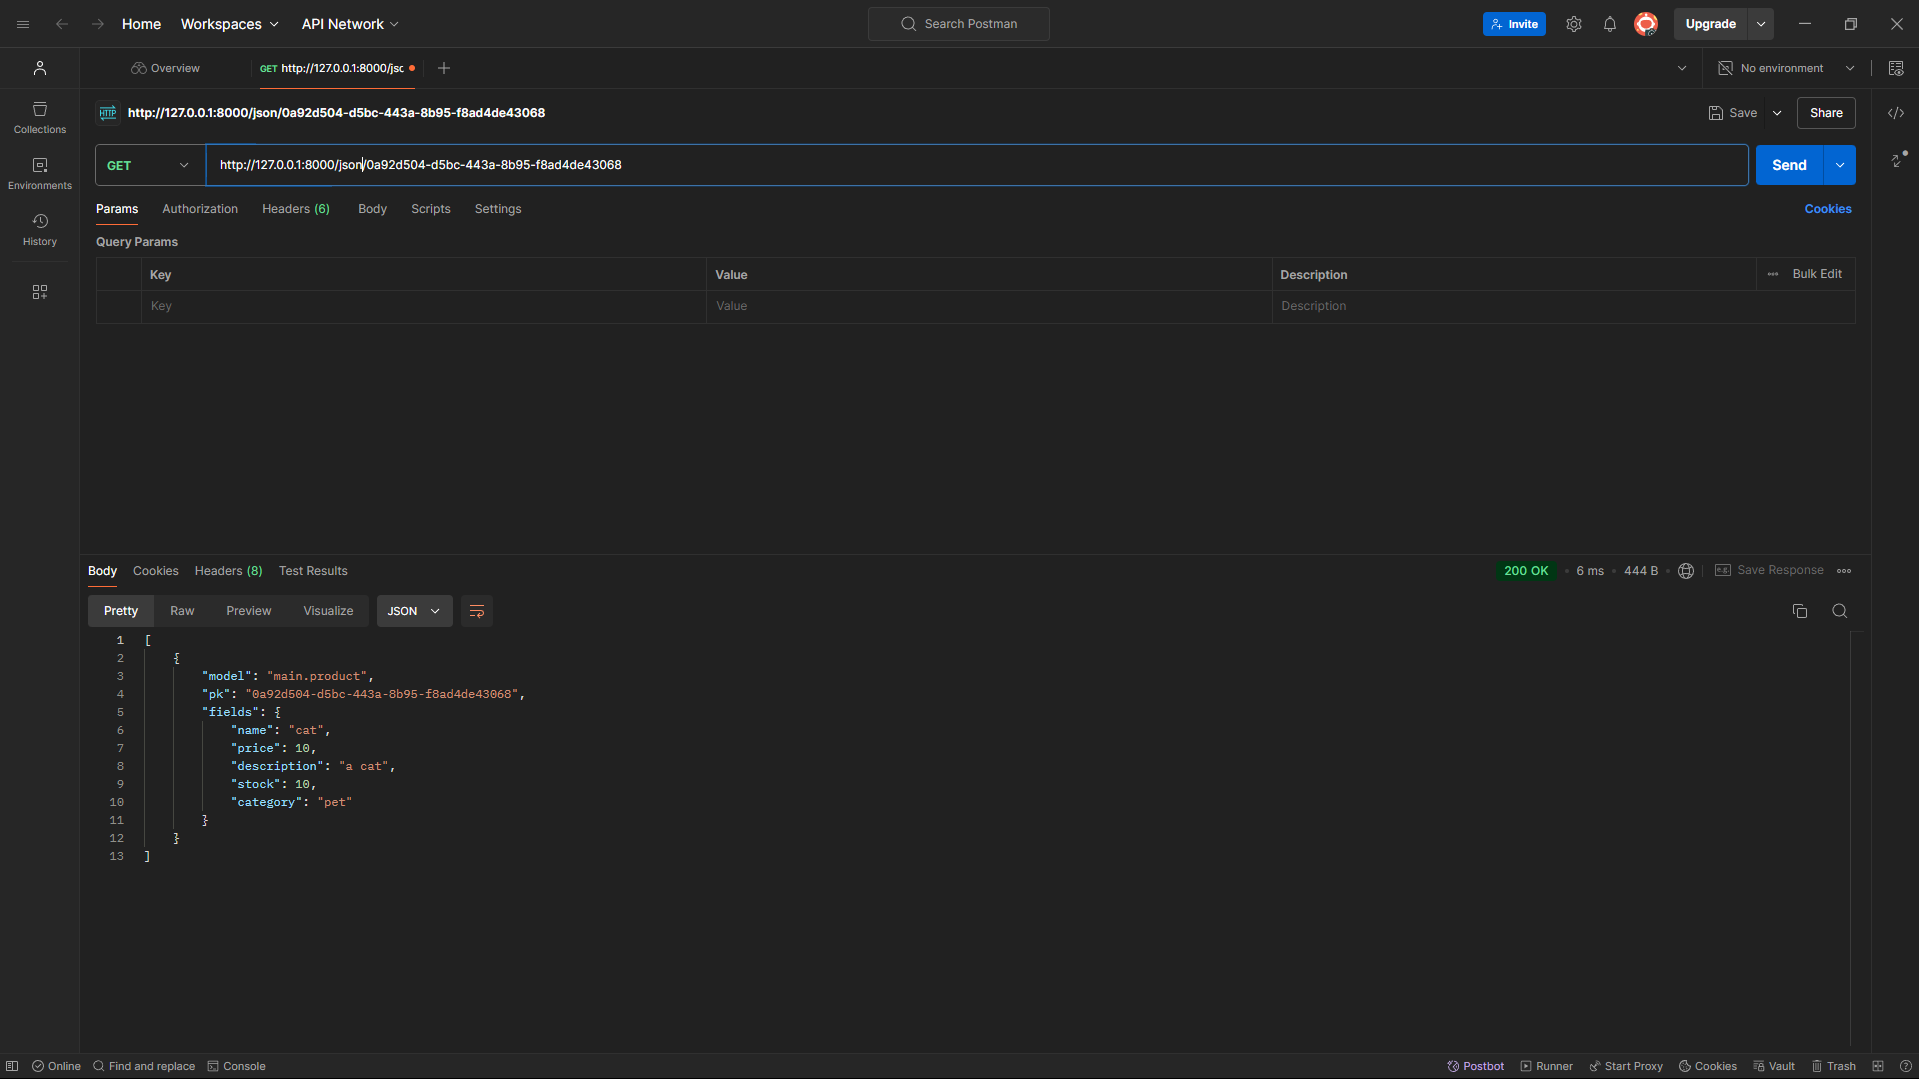 Home Workspaces API Network Search Postman Invite Upgrade
Overview GET http://127.0.0.1:8000/jsc No environment
HTTP http://127.0.0.1:8000/json/0a92d504-d5bc-443a-8b95-f8ad4de43068 Save Share
Collections
GET http://127.0.0.1:8000/json/0a92d504-d5bc-443a-8b95-f8ad4de43068 Send
Environments
Params Authorization Headers (6) Body Scripts Settings Cookies
History
Query Params
Key Value Description Bulk Edit
Key Value Description
Body Cookies Headers (8) Test Results 200 OK 6 ms 444 B e.g. Save Response
Pretty Raw Preview Visualize JSON
1 [
2 {
3 "model": "main.product",
4 "pk": "0a92d504-d5bc-443a-8b95-f8ad4de43068",
5 "fields": {
6 "name": "cat",
7 "price": 10,
8 "description": "a cat",
9 "stock": 10,
10 "category": "pet"
11 }
12 }
13 ]
Online Find and replace Console Postbot Runner Start Proxy Cookies Vault Trash